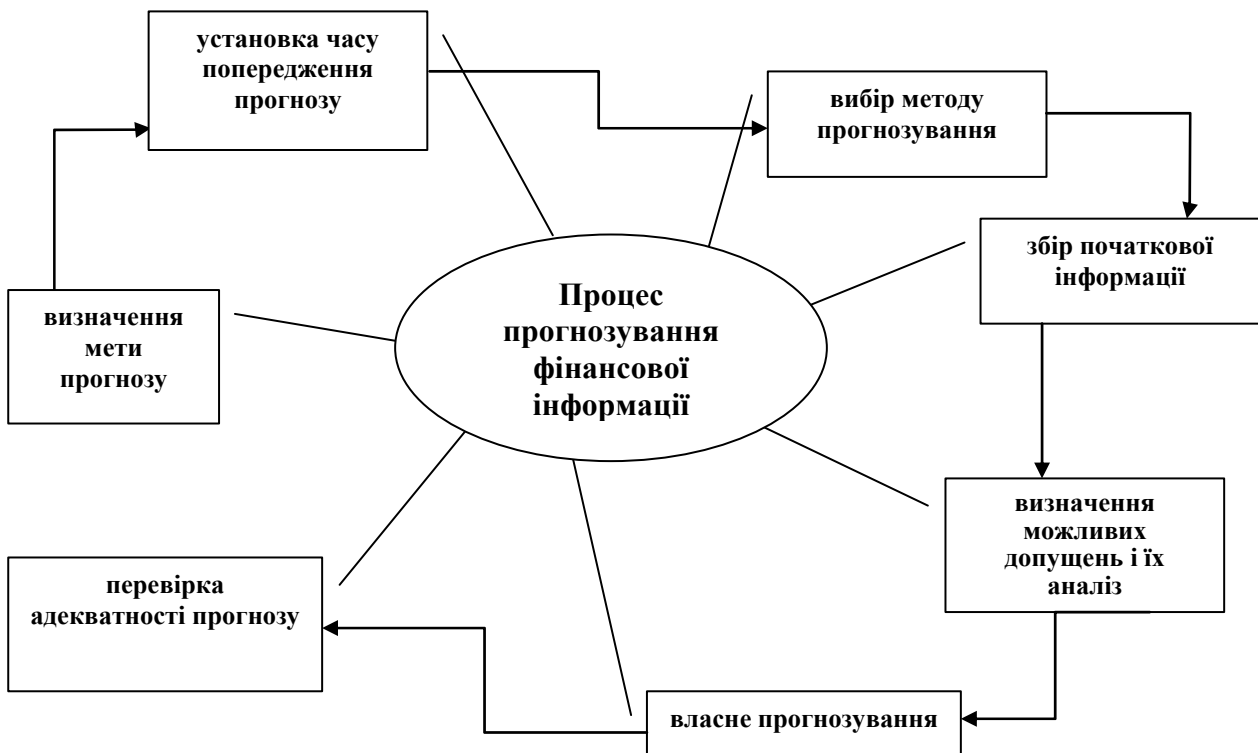 установка часу
попередження
прогнозу
вибір методу
прогнозування
збір початкової
інформації
Процес
прогнозування
фінансової
інформації
визначення
мети
прогнозу
визначення
можливих
допущень і їх
аналіз
перевірка
адекватності прогнозу
власне прогнозування